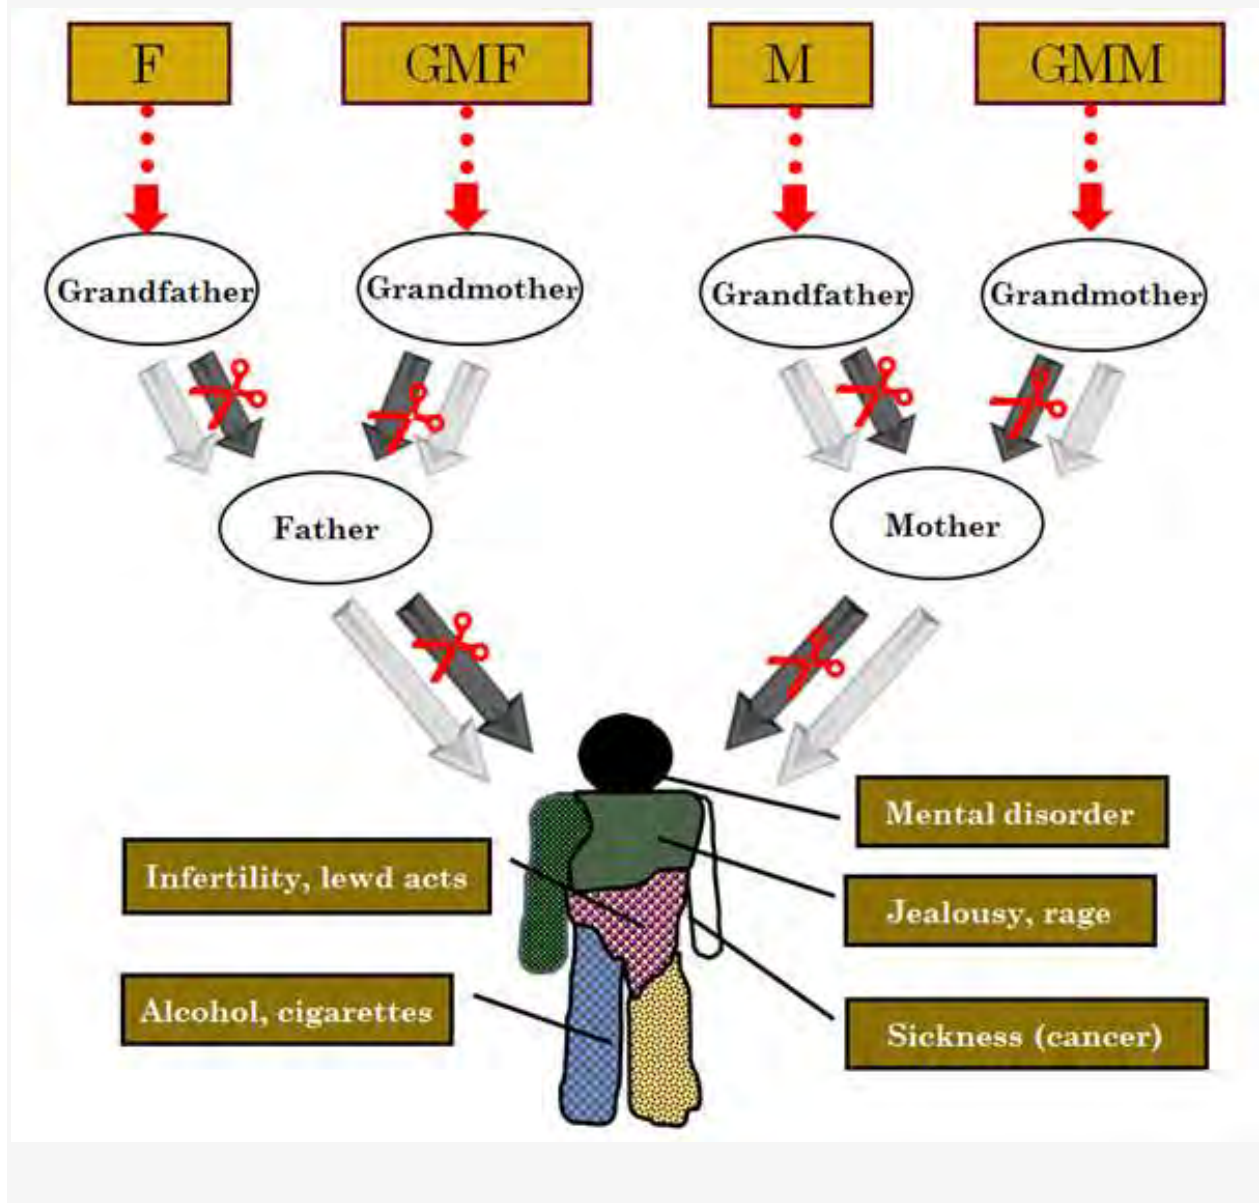 F
GMF
M
GMM
Grandfather
Grandmother
Grandfather
Grandmother
Father
Mother
Mental disorder
Infertility, lewd acts
Jealousy, rage
Alcohol, cigarettes
Sickness (cancer)